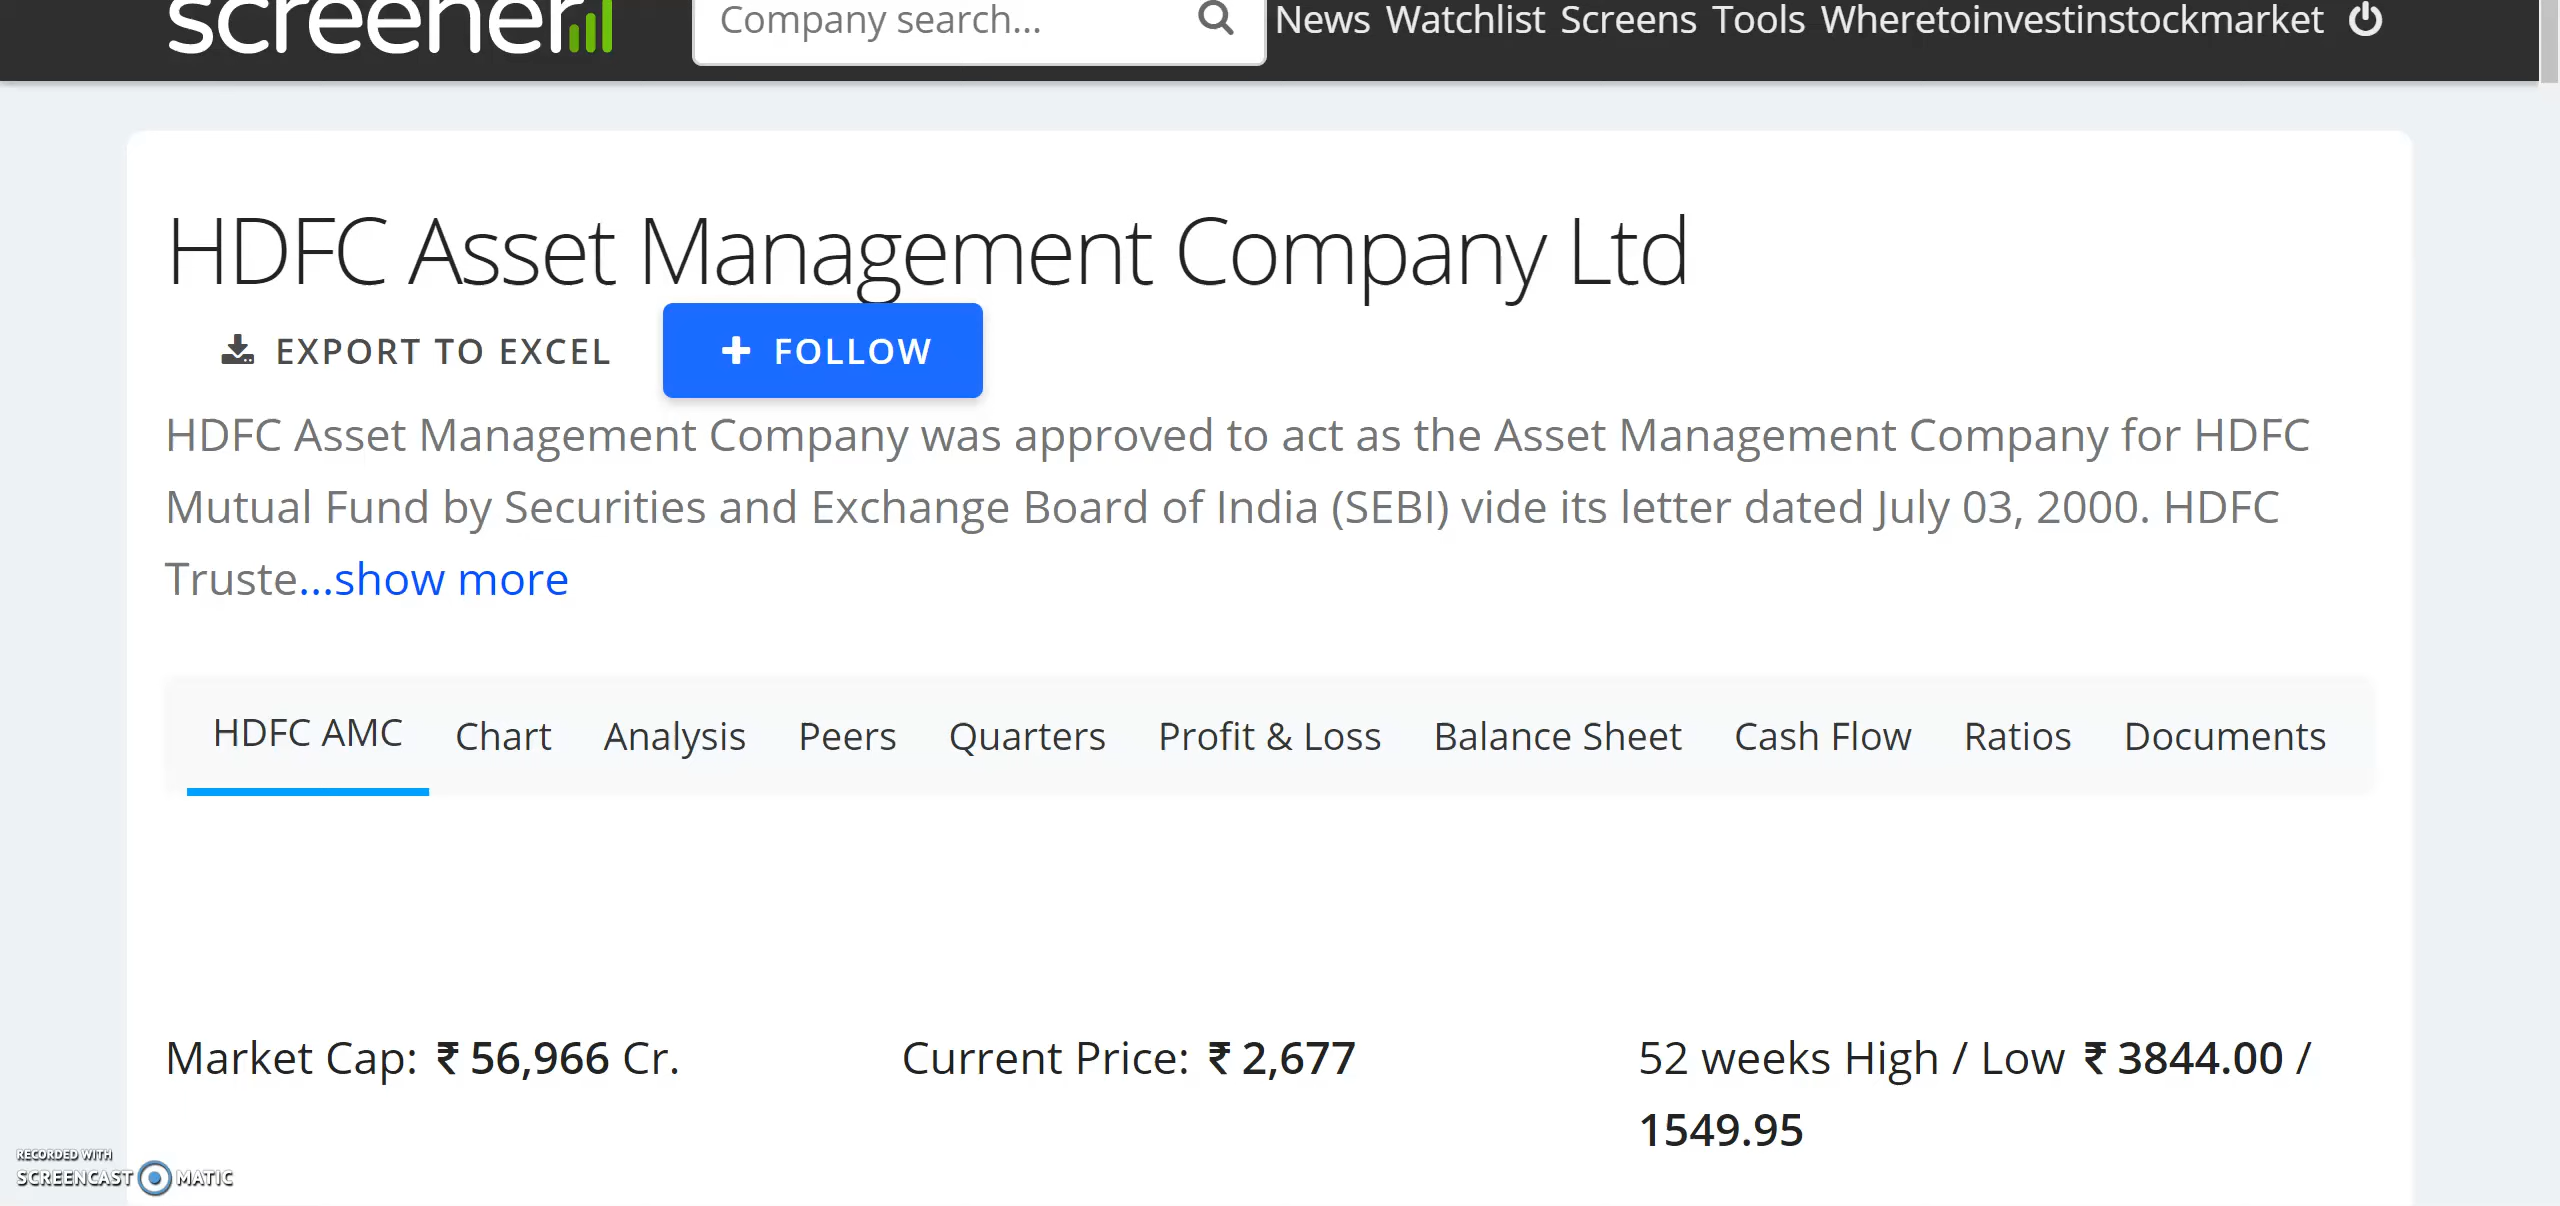 screener
Company search...
News Watchlist Screens Tools Wheretoinvestinstockmarket
HDFC Asset Management Company Ltd
EXPORT TO EXCEL
+ FOLLOW
HDFC Asset Management Company was approved to act as the Asset Management Company for HDFC
Mutual Fund by Securities and Exchange Board of India (SEBI) vide its letter dated July 03, 2000. HDFC
Truste...show more
HDFC AMC Chart Analysis Peers Quarters Profit & Loss Balance Sheet Cash Flow Ratios Documents
Market Cap: ₹ 56,966 Cr.
Current Price: ₹ 2,677
52 weeks High / Low ₹ 3844.00 /
1549.95
RECORDED WITH
SCREENCAST MATIC